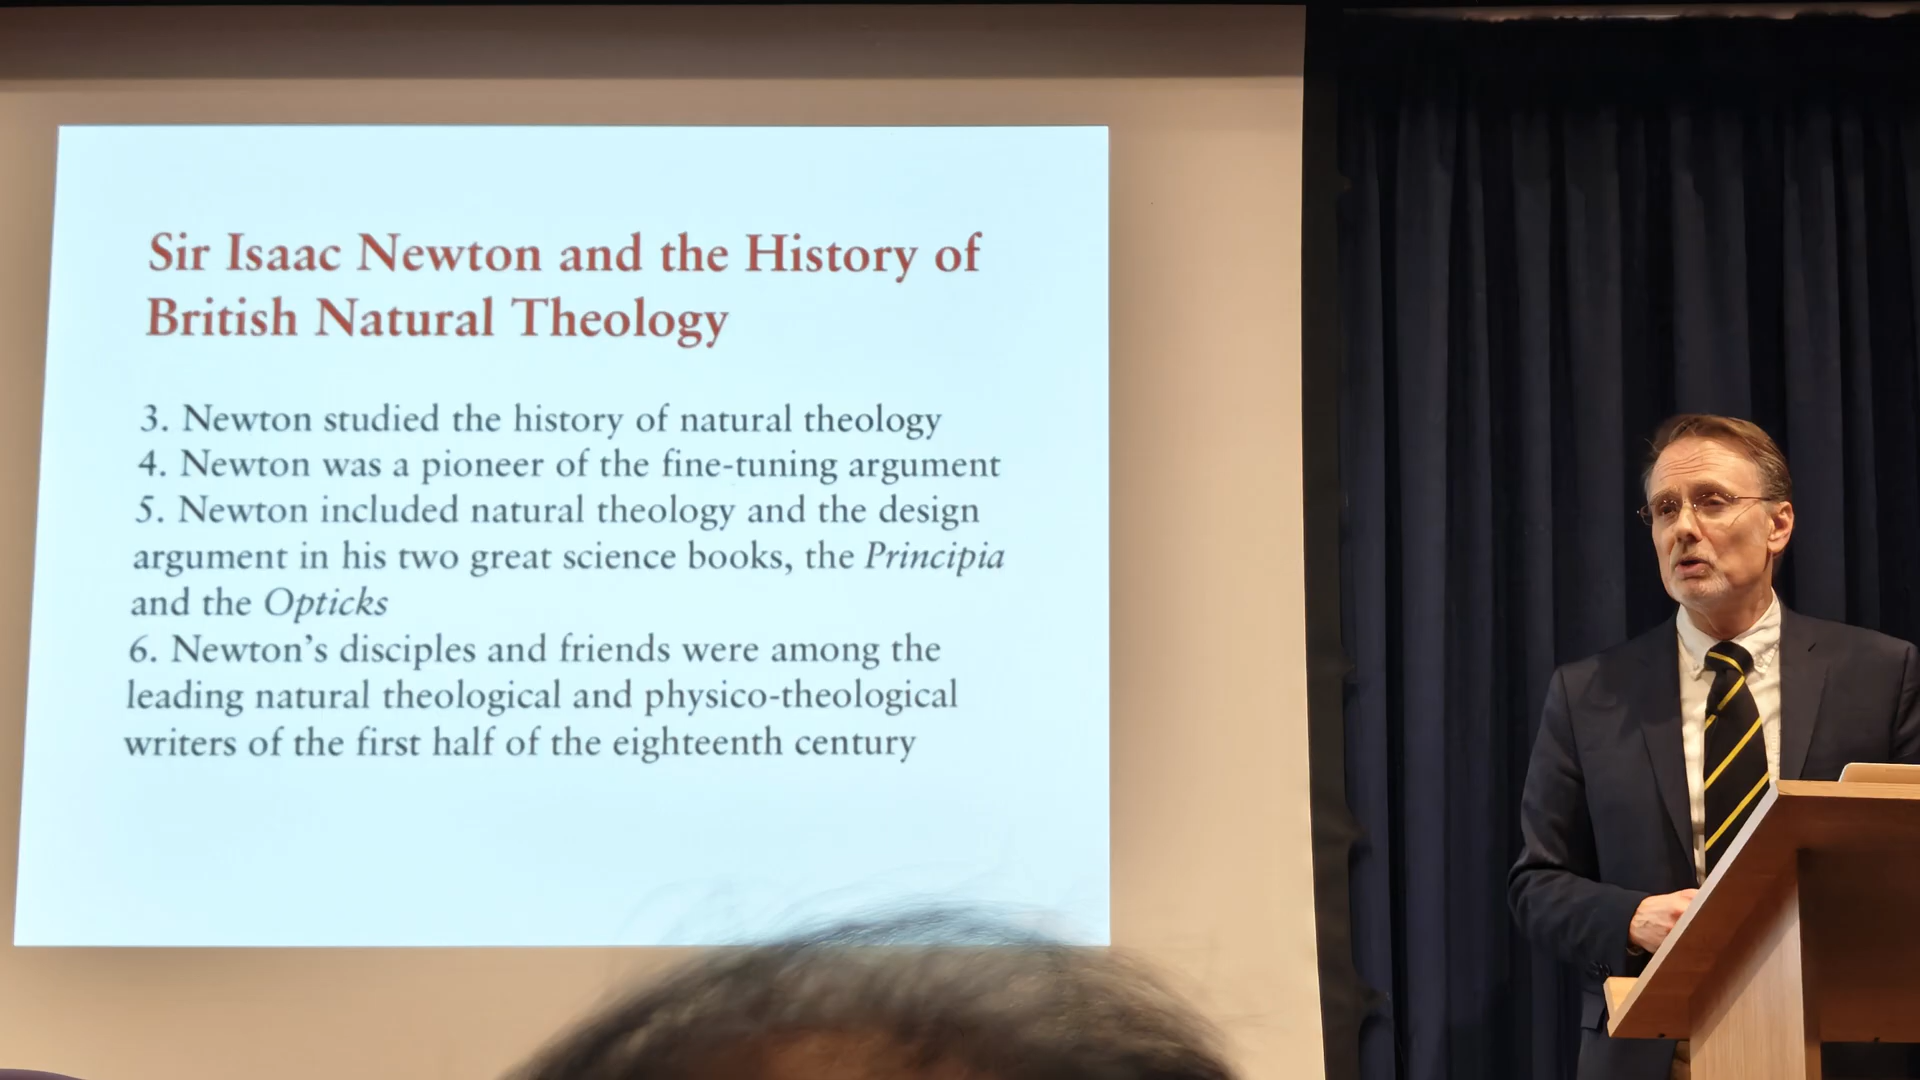 Sir Isaac Newton and the History of
British Natural Theology
3. Newton studied the history of natural theology
4. Newton was a pioneer of the fine-tuning argument
5. Newton included natural theology and the design
argument in his two great science books, the Principia
and the Opticks
6. Newton’s disciples and friends were among the
leading natural theological and physico-theological
writers of the first half of the eighteenth century